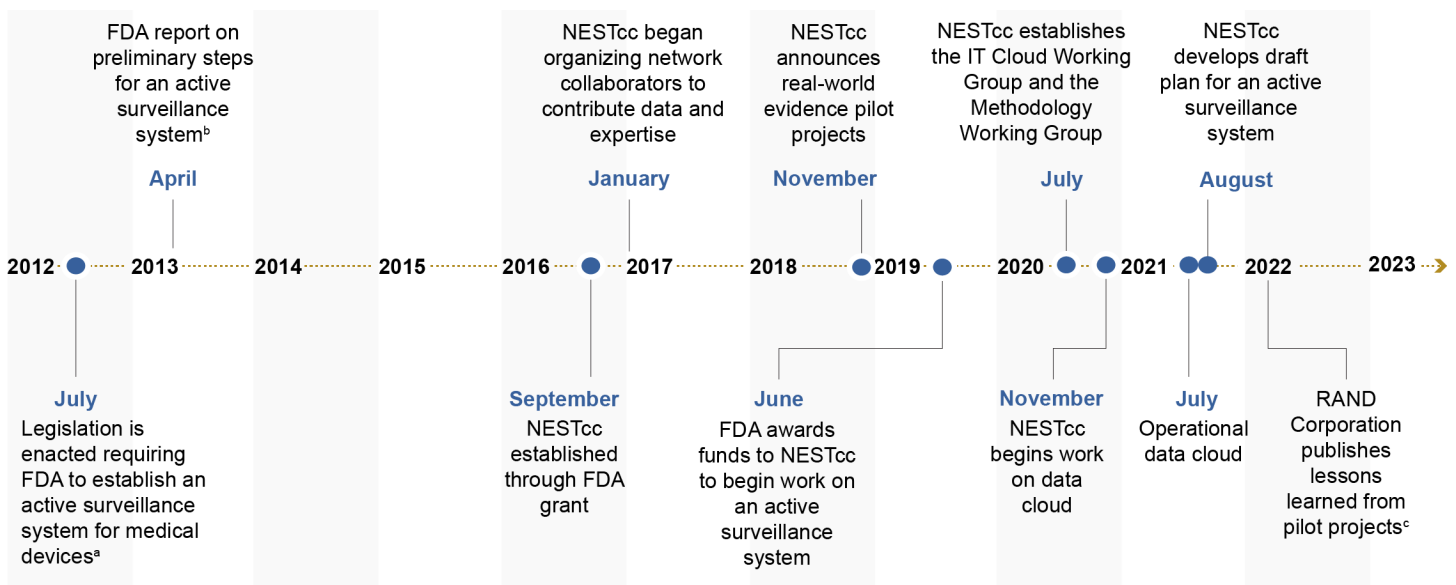 FDA report on
preliminary steps
for an active
surveillance
systemᵇ
April
NESTcc began
organizing network
collaborators to
contribute data and
expertise
January
NESTcc
announces
real-world
evidence pilot
projects
November
NESTcc establishes
the IT Cloud Working
Group and the
Methodology
Working Group
July
NESTcc
develops draft
plan for an active
surveillance
system
August
2012
2013
2014
2015
2016
2017
2018
2019
2020
2021
2022
2023
July
Legislation is
enacted requiring
FDA to establish an
active surveillance
system for medical
devicesᵃ
September
NESTcc
established
through FDA
grant
June
FDA awards
funds to NESTcc
to begin work on
an active
surveillance
system
November
NESTcc
begins work
on data
cloud
July
Operational
data cloud
RAND
Corporation
publishes
lessons
learned from
pilot projectsᶜ